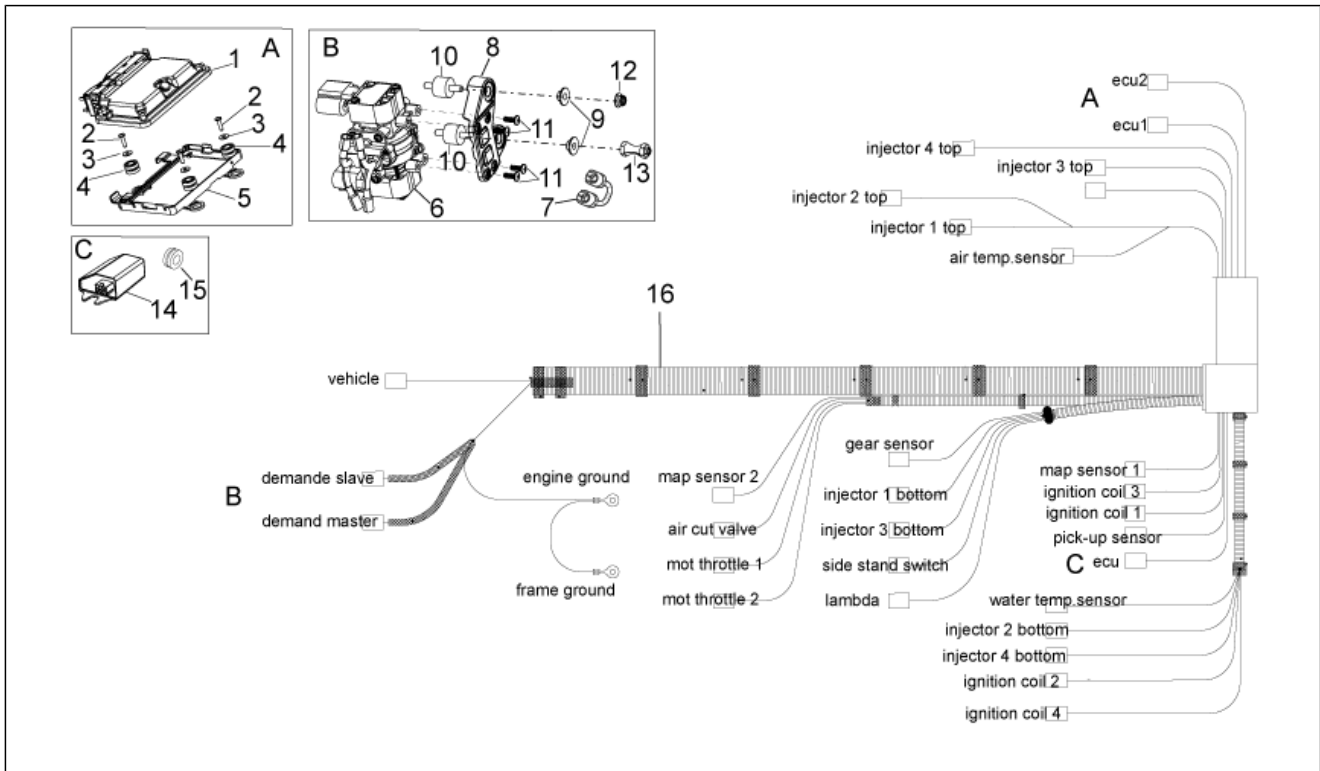 A
1
2
2
3
3
4
4
5
B
10
8
12
11
9
10
13
11
6
7
C
15
14
16
A
ecu2
ecu1
injector 4 top
injector 3 top
injector 2 top
injector 1 top
air temp.sensor
vehicle
B
demande slave
demand master
engine ground
frame ground
map sensor 2
air cut valve
mot throttle 1
mot throttle 2
gear sensor
injector 1 bottom
injector 3 bottom
side stand switch
lambda
map sensor 1
ignition coil 3
ignition coil 1
pick-up sensor
C ecu
water temp.sensor
injector 2 bottom
injector 4 bottom
ignition coil 2
ignition coil 4